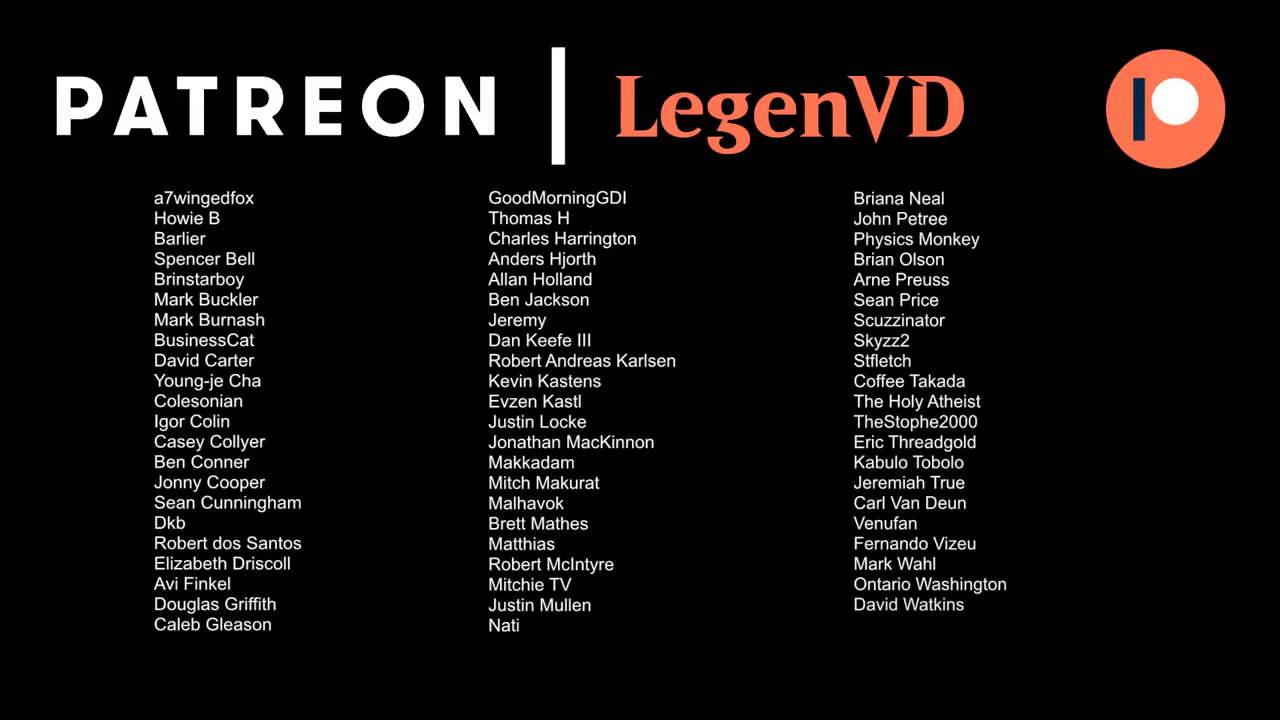 PATREON | LegenVD
a7wingedfox
Howie B
Barlier
Spencer Bell
Brinstarboy
Mark Buckler
Mark Burnash
BusinessCat
David Carter
Young-je Cha
Colesonian
Igor Colin
Casey Collyer
Ben Conner
Jonny Cooper
Sean Cunningham
Dkb
Robert dos Santos
Elizabeth Driscoll
Avi Finkel
Douglas Griffith
Caleb Gleason
GoodMorningGDI
Thomas H
Charles Harrington
Anders Hjorth
Allan Holland
Ben Jackson
Jeremy
Dan Keefe III
Robert Andreas Karlsen
Kevin Kastens
Evzen Kastl
Justin Locke
Jonathan MacKinnon
Makkadam
Mitch Makurat
Malhavok
Brett Mathes
Matthias
Robert McIntyre
Mitchie TV
Justin Mullen
Nati
Briana Neal
John Petree
Physics Monkey
Brian Olson
Arne Preuss
Sean Price
Scuzzinator
Skyzz2
Stfletch
Coffee Takada
The Holy Atheist
TheStophe2000
Eric Threadgold
Kabulo Tobolo
Jeremiah True
Carl Van Deun
Venufan
Fernando Vizeu
Mark Wahl
Ontario Washington
David Watkins